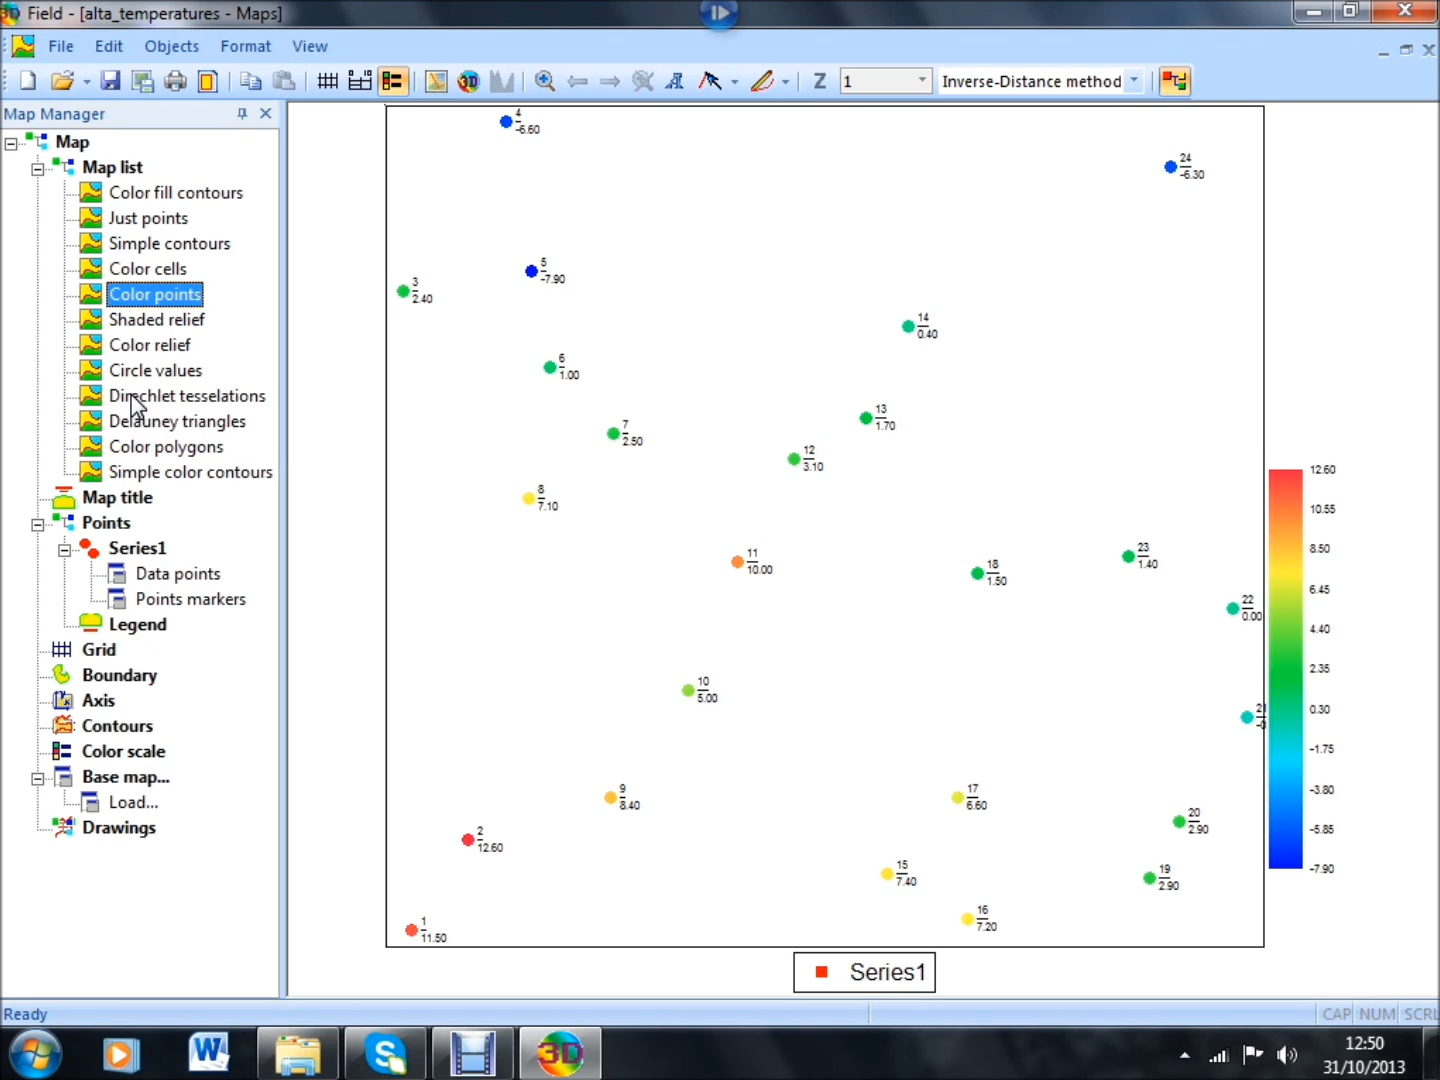 Field - [alta_temperatures - Maps]
File Edit Objects Format View
Z 1 Inverse-Distance method
Map Manager
Map
Map list
Color fill contours
Just points
Simple contours
Color cells
Color points
Shaded relief
Color relief
Circle values
Direchlet tesselations
Delauney triangles
Color polygons
Simple color contours
Map title
Points
Series1
Data points
Points markers
Legend
Grid
Boundary
Axis
Contours
Color scale
Base map...
Load...
Drawings
4
-6.60
24
-6.30
5
-7.90
3
2.40
14
0.40
6
1.00
13
1.70
7
2.50
12
3.10
8
7.10
11
10.00
23
1.40
18
1.50
22
0.00
10
5.00
9
8.40
17
6.60
20
2.90
2
12.60
15
7.40
19
2.90
16
7.20
1
11.50
12.60
10.55
8.50
6.45
4.40
2.35
0.30
-1.75
-3.80
-5.85
-7.90
Series1
Ready
CAP NUM SCRL
W
S
3D
12:50
31/10/2013